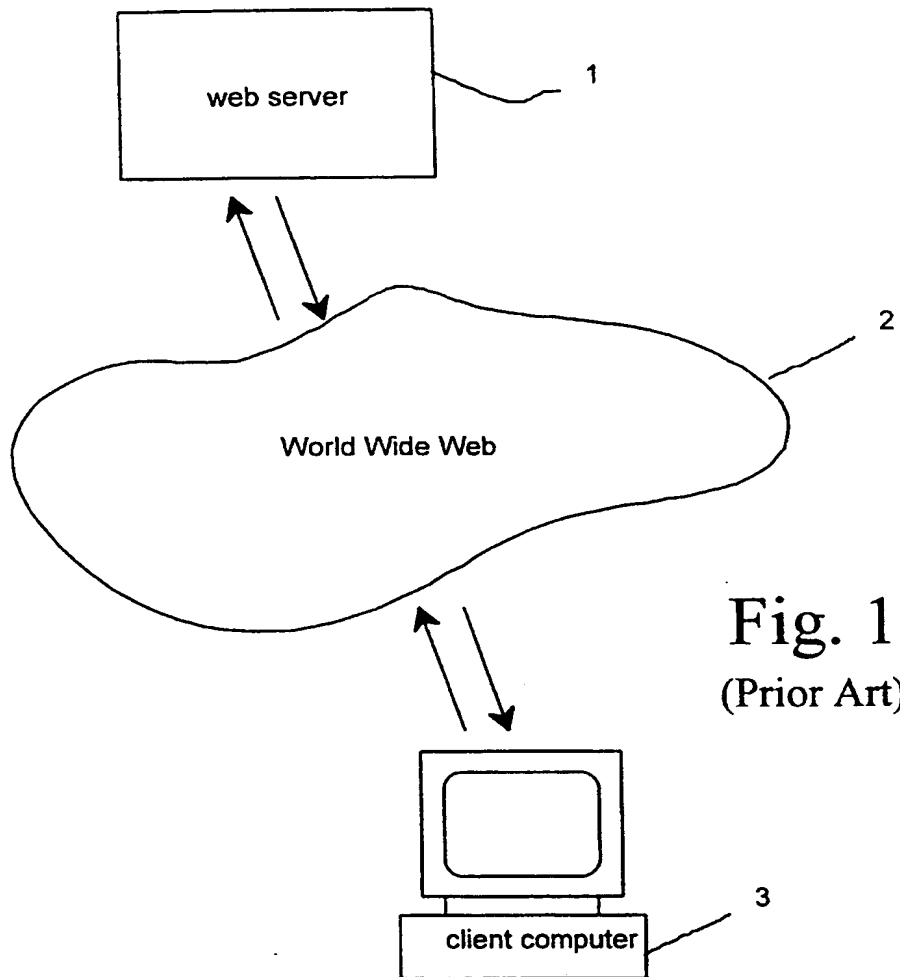 web server
1
2
World Wide Web
Fig. 1
(Prior Art)
3
client computer